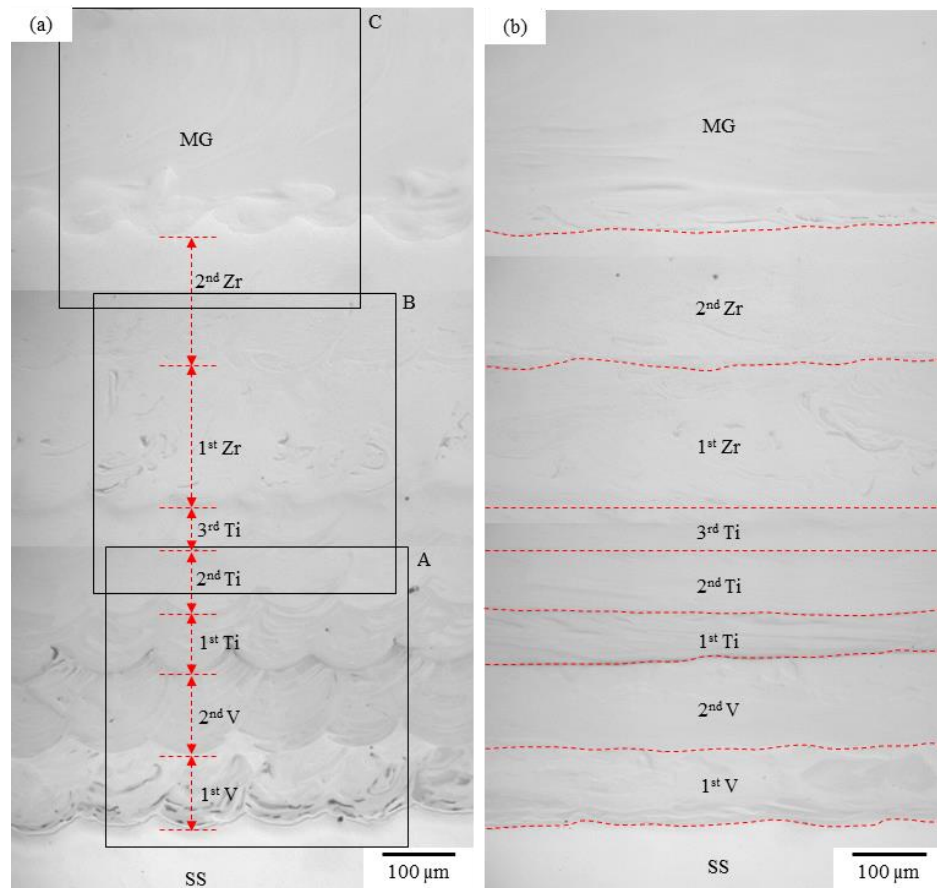 (a)
C
MG
2nd Zr
B
1st Zr
3rd Ti
A
2nd Ti
1st Ti
2nd V
1st V
SS
100 µm
(b)
MG
2nd Zr
1st Zr
3rd Ti
2nd Ti
1st Ti
2nd V
1st V
SS
100 µm